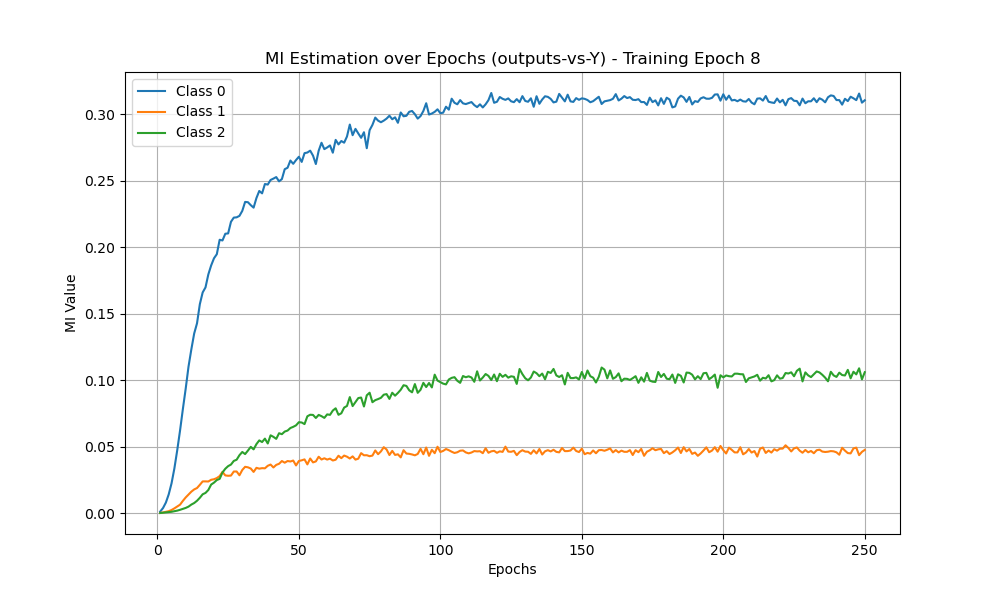 MI Estimation over Epochs (outputs-vs-Y) - Training Epoch 8
Class 0
Class 1
Class 2
MI Value
0.30
0.25
0.20
0.15
0.10
0.05
0.00
0 50 100 150 200 250
Epochs